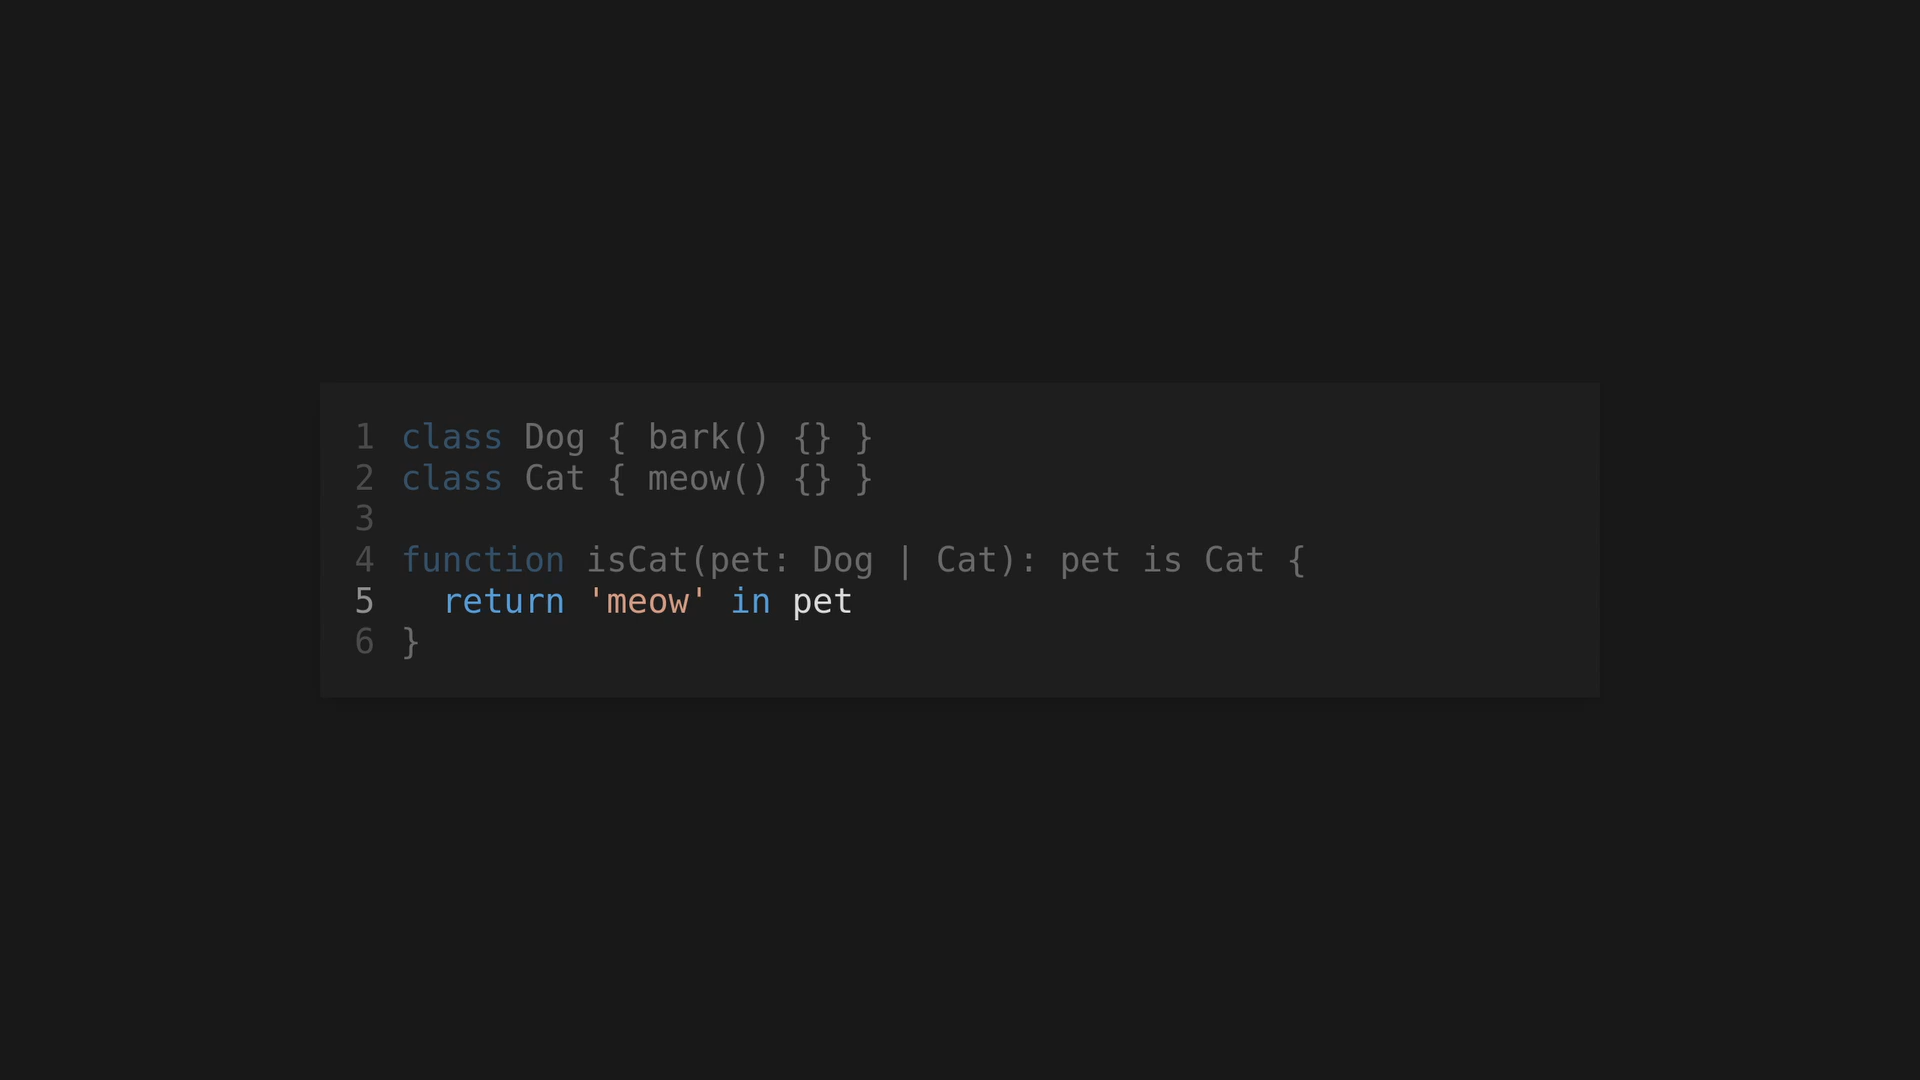 1 class Dog { bark() {} }
2 class Cat { meow() {} }
3
4 function isCat(pet: Dog | Cat): pet is Cat {
5   return 'meow' in pet
6 }